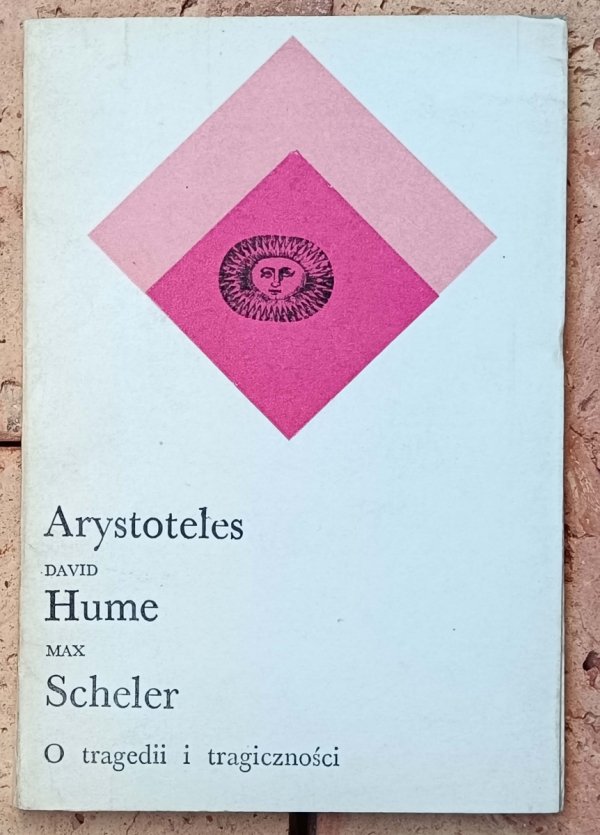 Arystoteles
DAVID
Hume
MAX
Scheler
O tragedii i tragiczności